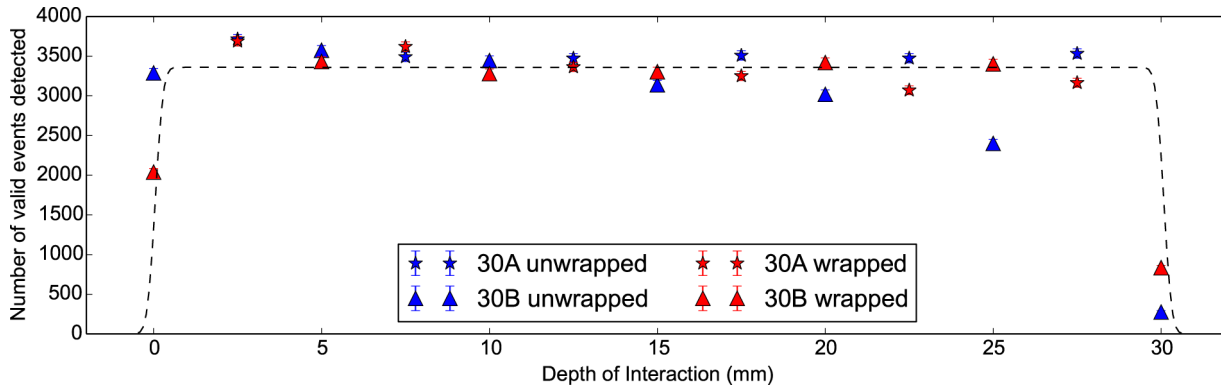 Number of valid events detected
4000
3500
3000
2500
2000
1500
1000
500
0
30A unwrapped 30A wrapped
30B unwrapped 30B wrapped
0 5 10 15 20 25 30
Depth of Interaction (mm)